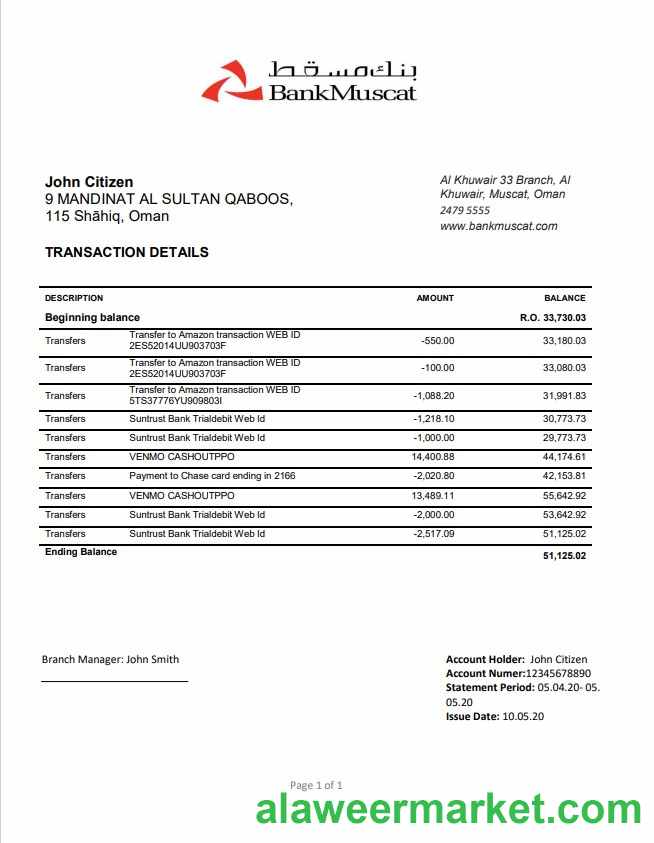 بنك مسقط
BankMuscat
John Citizen
9 MANDINAT AL SULTAN QABOOS,
115 Shāhiq, Oman
Al Khuwair 33 Branch, Al
Khuwair, Muscat, Oman
2479 5555
www.bankmuscat.com
TRANSACTION DETAILS
DESCRIPTION AMOUNT BALANCE
Beginning balance R.O. 33,730.03
Transfers Transfer to Amazon transaction WEB ID
2ES52014UU903703F -550.00 33,180.03
Transfers Transfer to Amazon transaction WEB ID
2ES52014UU903703F -100.00 33,080.03
Transfers Transfer to Amazon transaction WEB ID
5TS37776YU909803I -1,088.20 31,991.83
Transfers Suntrust Bank Trialdebit Web Id -1,218.10 30,773.73
Transfers Suntrust Bank Trialdebit Web Id -1,000.00 29,773.73
Transfers VENMO CASHOUTPPO 14,400.88 44,174.61
Transfers Payment to Chase card ending in 2166 -2,020.80 42,153.81
Transfers VENMO CASHOUTPPO 13,489.11 55,642.92
Transfers Suntrust Bank Trialdebit Web Id -2,000.00 53,642.92
Transfers Suntrust Bank Trialdebit Web Id -2,517.09 51,125.02
Ending Balance 51,125.02
Branch Manager: John Smith
Account Holder: John Citizen
Account Numer:12345678890
Statement Period: 05.04.20- 05.
05.20
Issue Date: 10.05.20
Page 1 of 1
alaweermarket.com